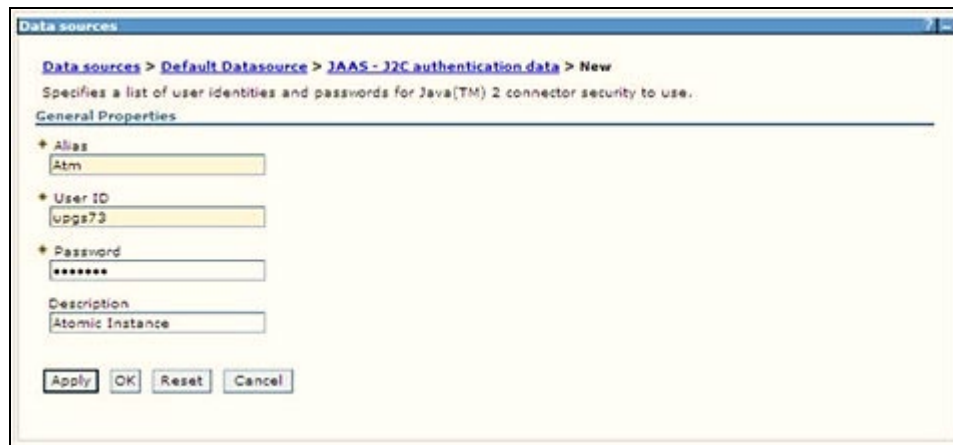 Data sources
? -
Data sources > Default Datasource > JAAS - J2C authentication data > New
Specifies a list of user identities and passwords for Java(TM) 2 connector security to use.
General Properties
Alias
Atm
User ID
upgs73
Password
•••••••
Description
Atomic Instance
Apply OK Reset Cancel